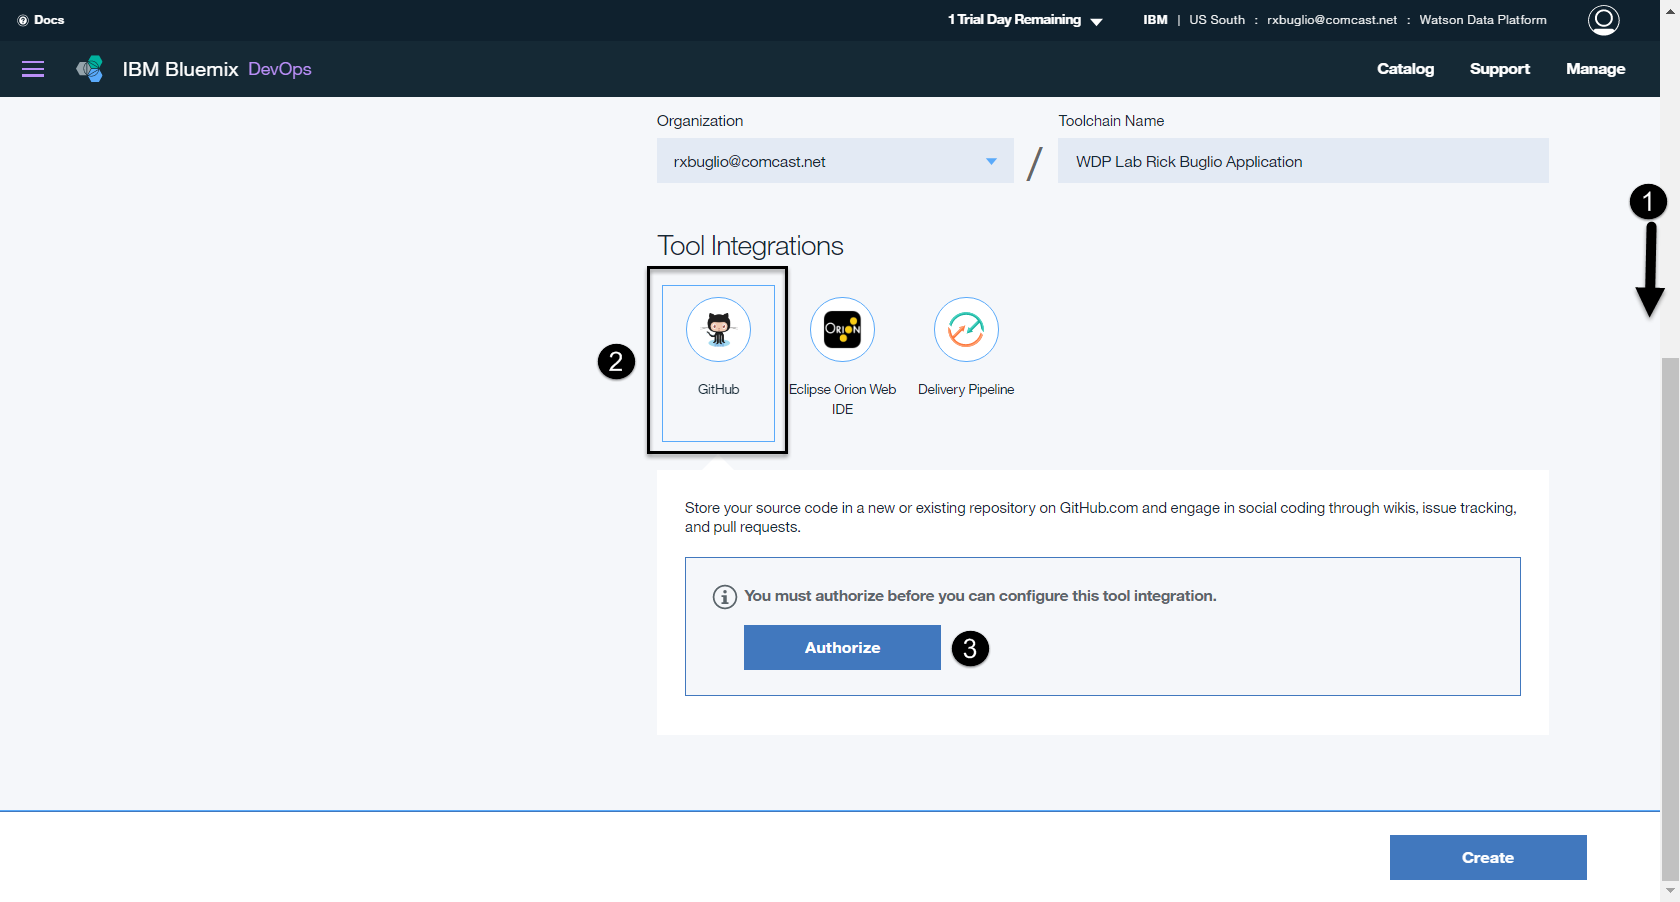 Docs
1 Trial Day Remaining
IBM | US South : rxbuglio@comcast.net : Watson Data Platform
IBM Bluemix DevOps
Catalog Support Manage
Organization
Toolchain Name
rxbuglio@comcast.net
/
WDP Lab Rick Buglio Application
1
Tool Integrations
2
ORION
GitHub
Eclipse Orion Web
IDE
Delivery Pipeline
Store your source code in a new or existing repository on GitHub.com and engage in social coding through wikis, issue tracking,
and pull requests.
You must authorize before you can configure this tool integration.
Authorize
3
Create